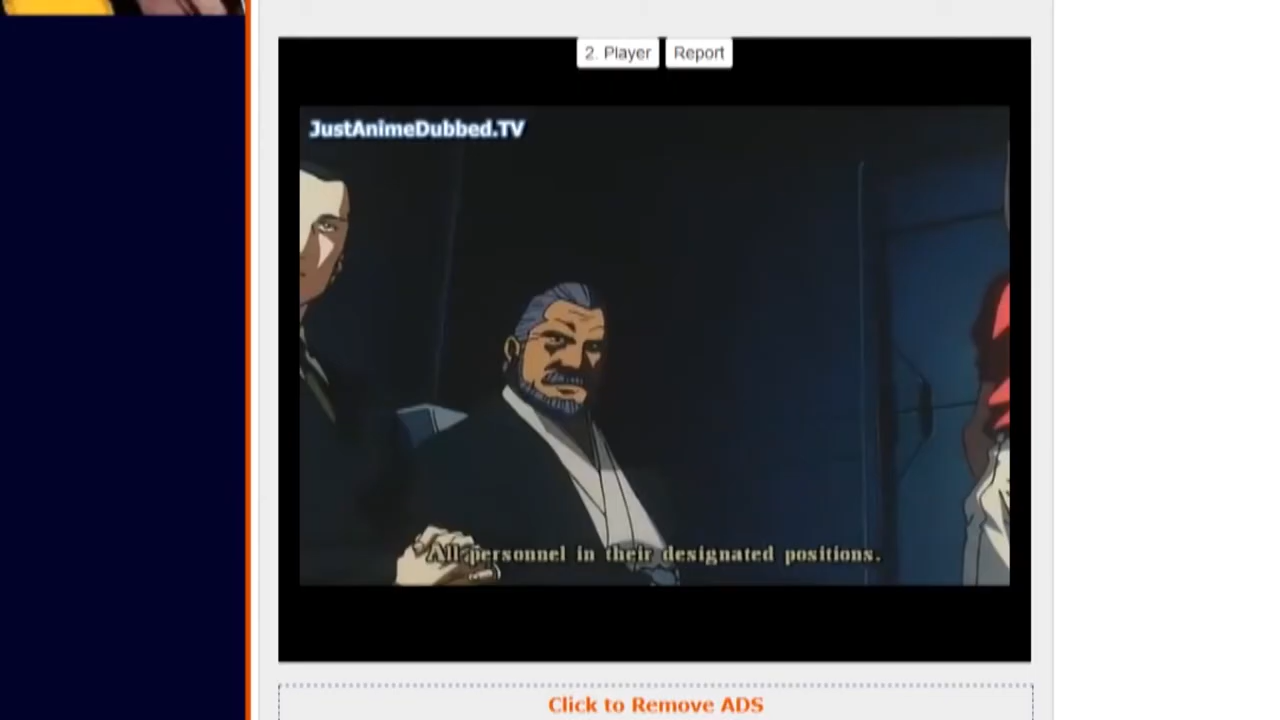 2. Player Report
JustAnimeDubbed.TV
All personnel in their designated positions.
Click to Remove ADS